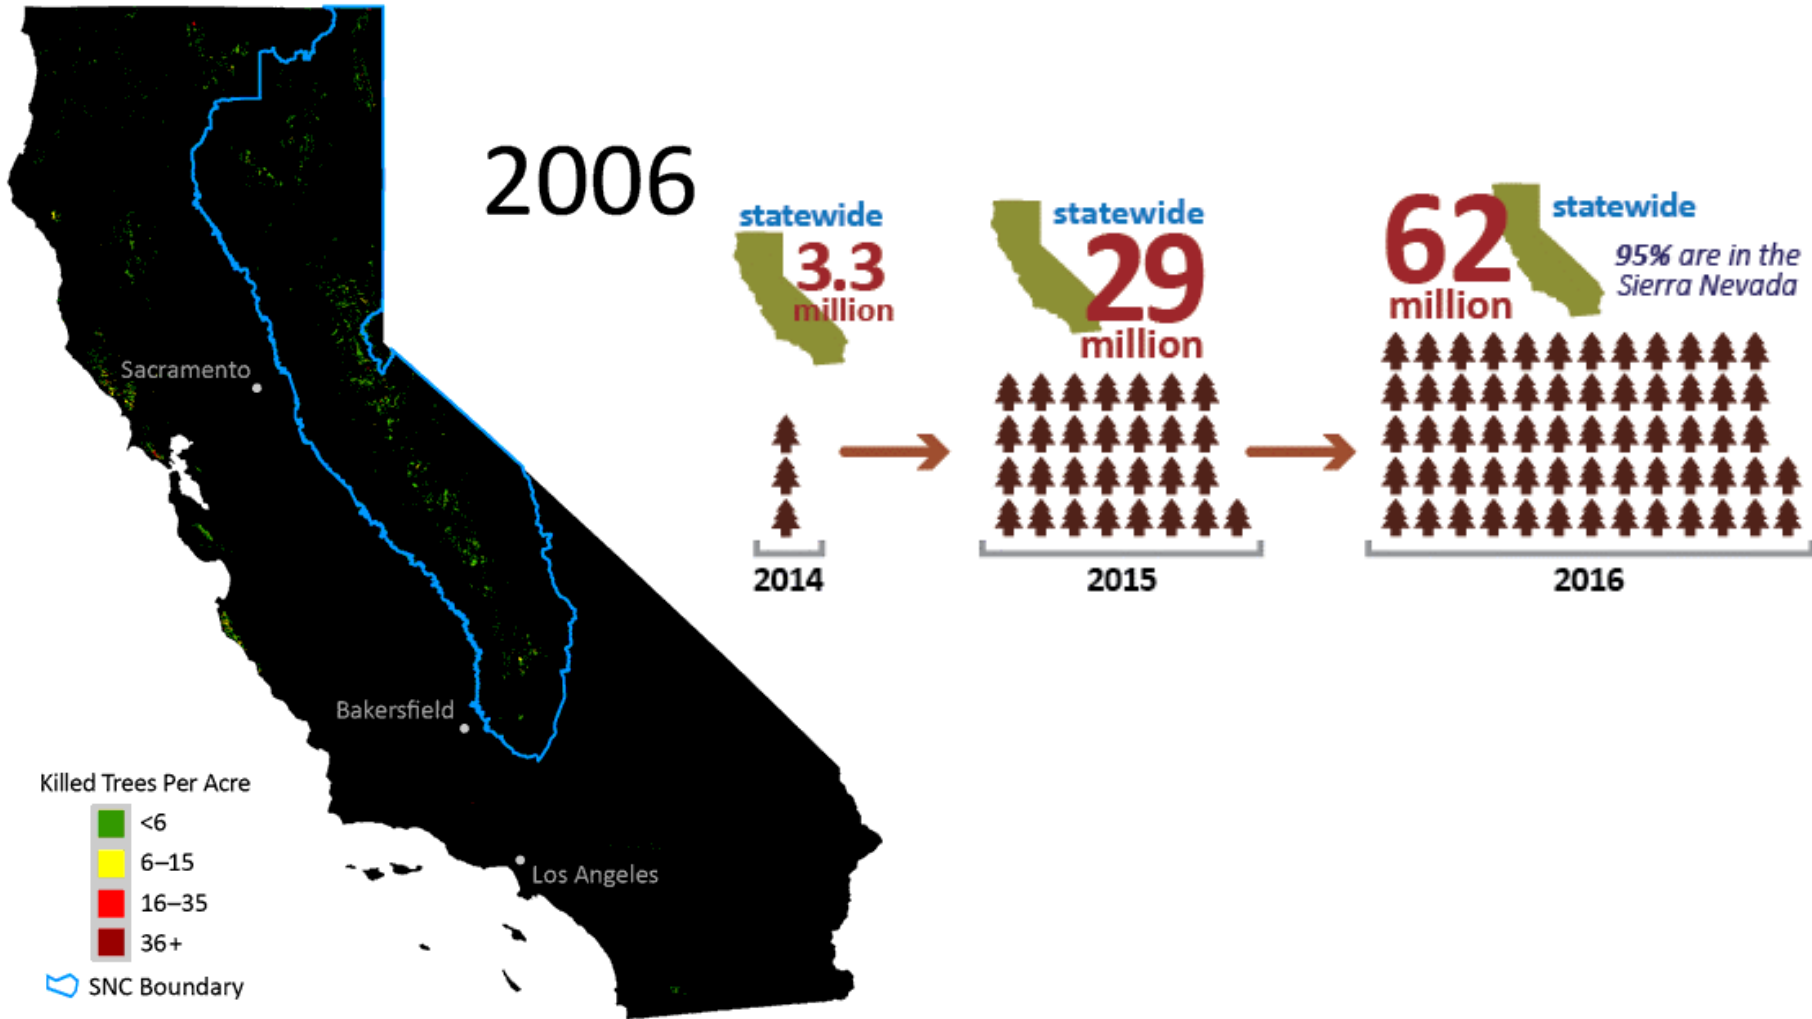 2006
statewide
3.3
million
2014
statewide
29
million
2015
62
million
statewide
95% are in the
Sierra Nevada
2016
Sacramento
Bakersfield
Los Angeles
Killed Trees Per Acre
<6
6–15
16–35
36+
SNC Boundary